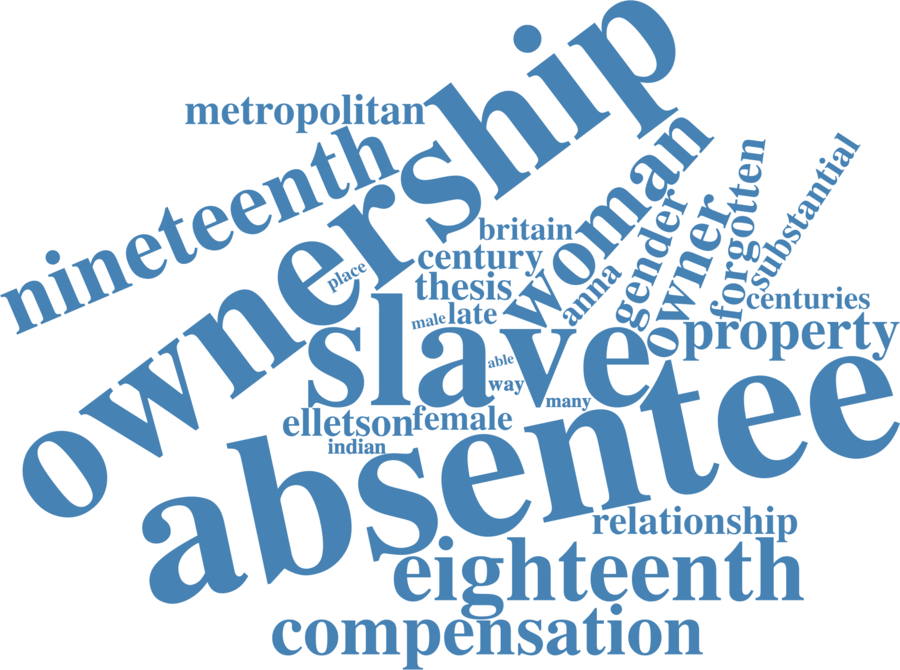 metropolitan
ownership
nineteenth
woman
britain
century
thesis
place
male
late
anna
gender
owner
forgotten
substantial
centuries
property
slave
able
way
many
elletson
female
indian
absentee
relationship
eighteenth
compensation